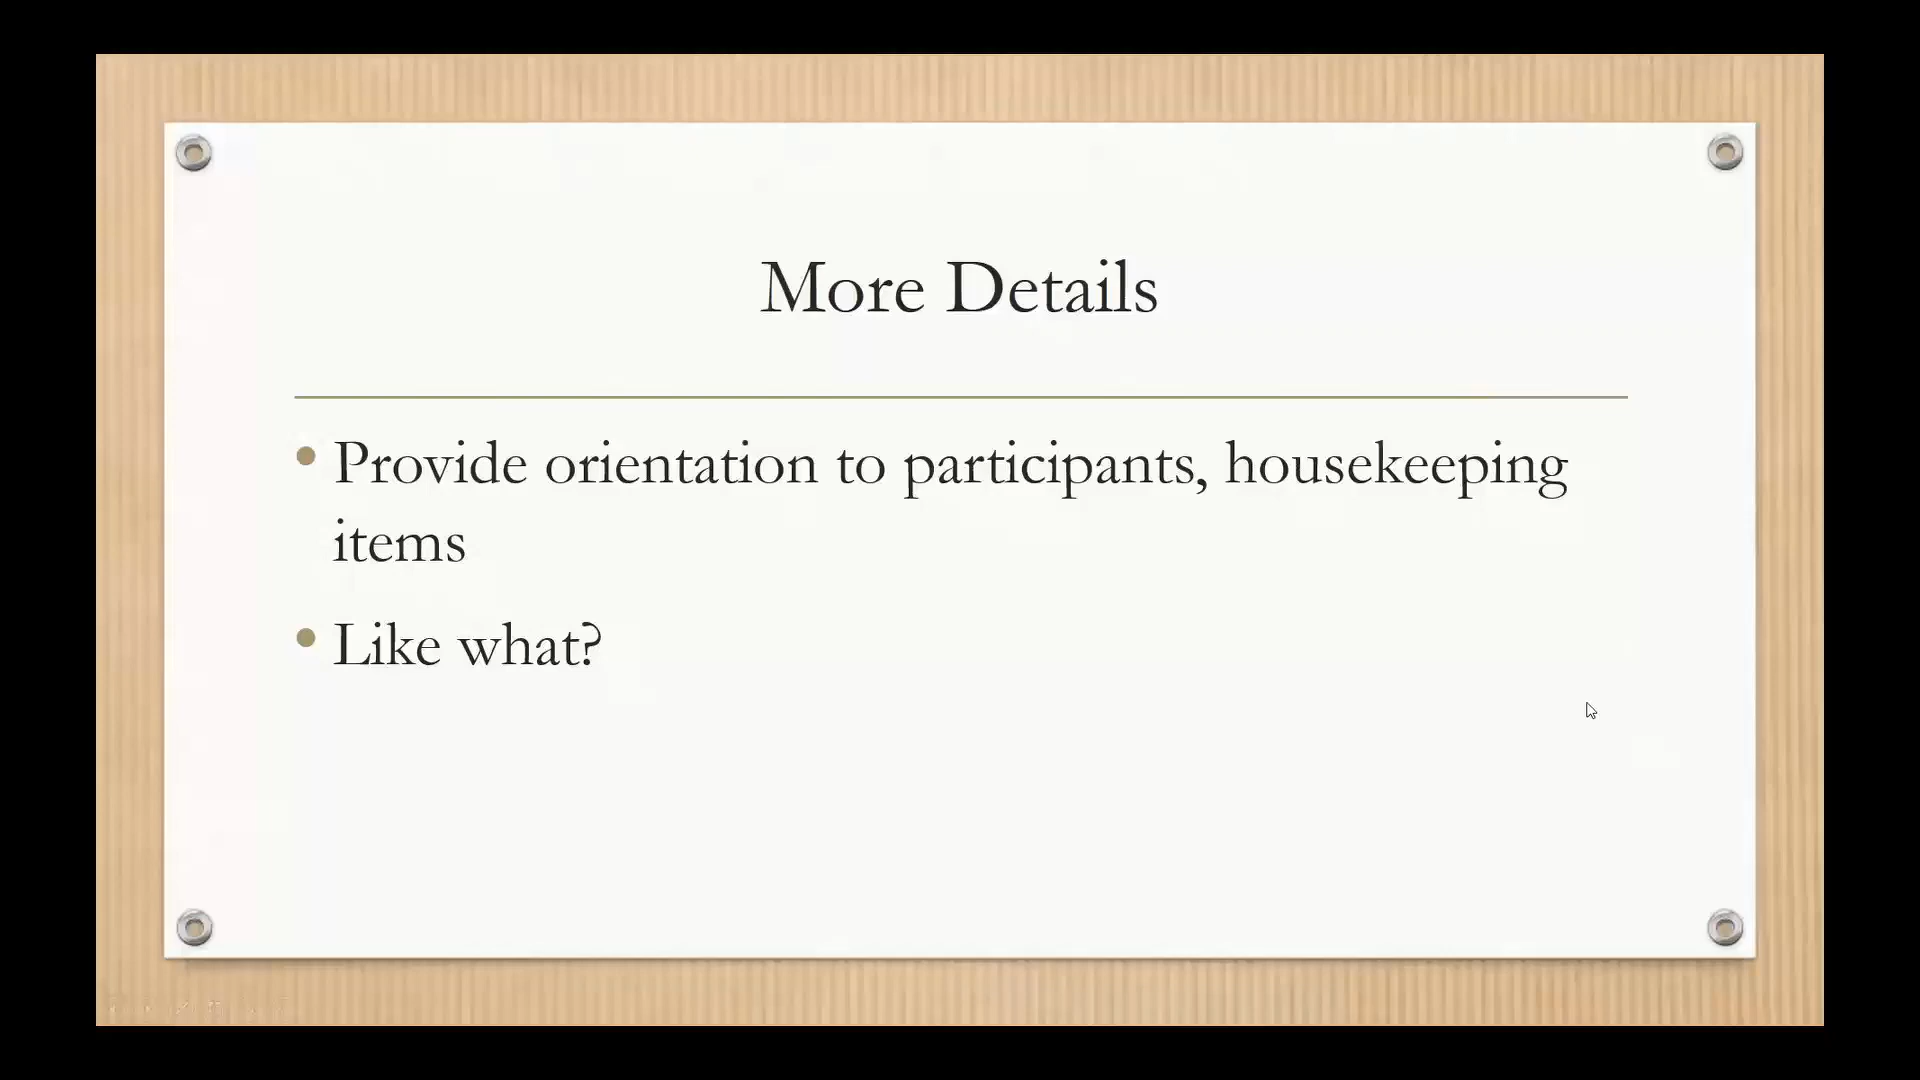 More Details
Provide orientation to participants, housekeeping
items
Like what?